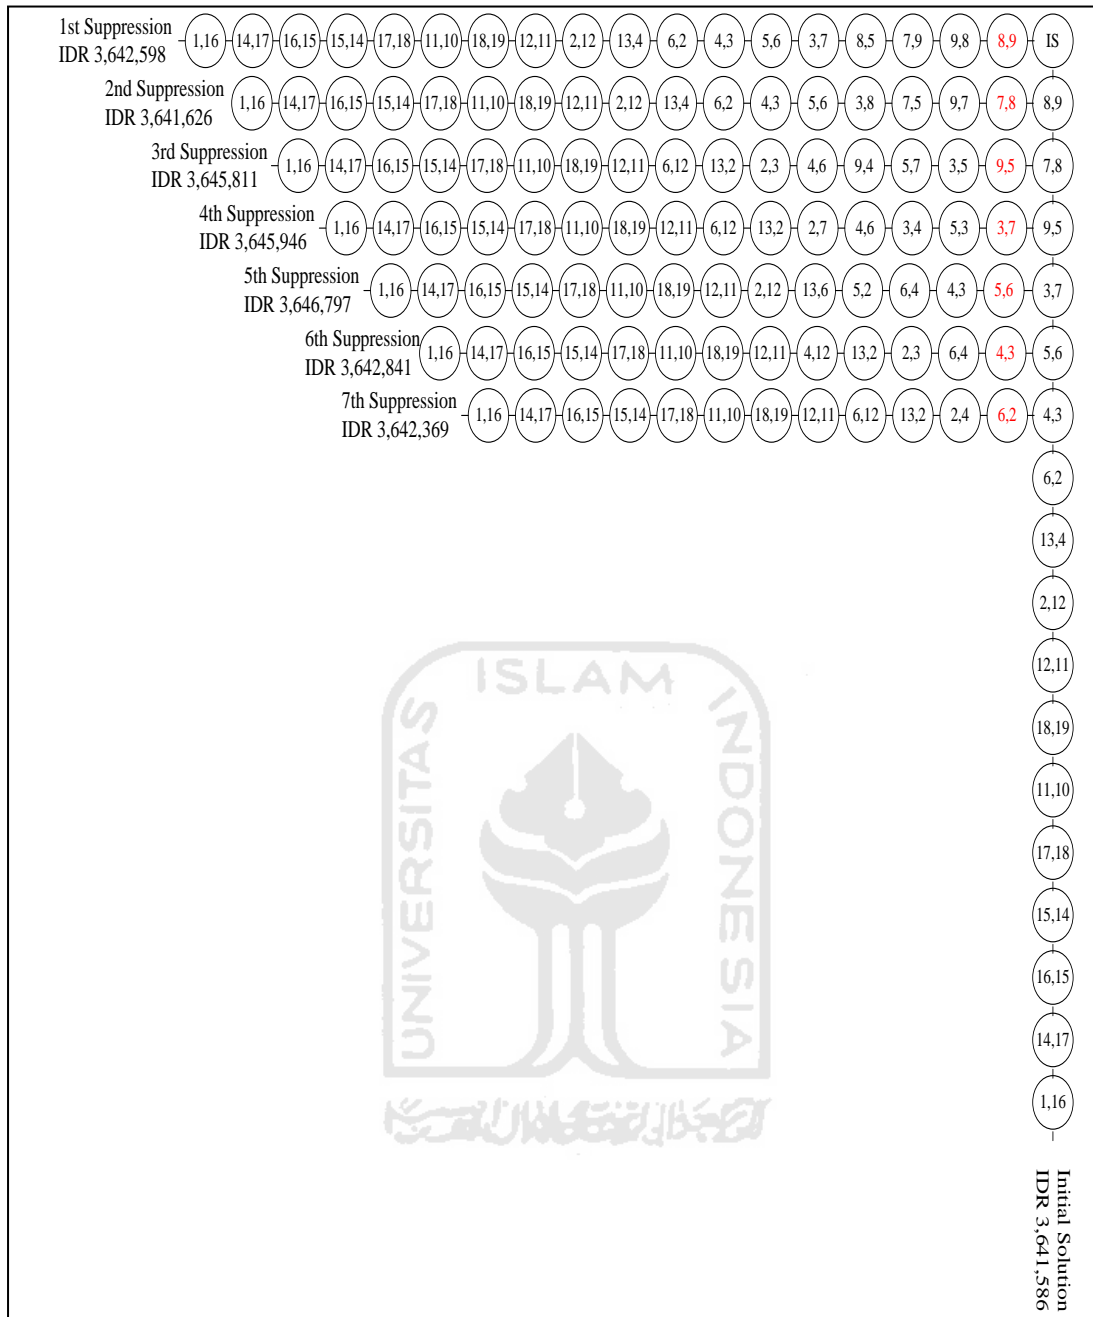 1st Suppression
IDR 3,642,598
1,16 14,17 16,15 15,14 17,18 11,10 18,19 12,11 2,12 13,4 6,2 4,3 5,6 3,7 8,5 7,9 9,8 8,9 IS
2nd Suppression
IDR 3,641,626
1,16 14,17 16,15 15,14 17,18 11,10 18,19 12,11 2,12 13,4 6,2 4,3 5,6 3,8 7,5 9,7 7,8 8,9
3rd Suppression
IDR 3,645,811
1,16 14,17 16,15 15,14 17,18 11,10 18,19 12,11 6,12 13,2 2,3 4,6 9,4 5,7 3,5 9,5 7,8
4th Suppression
IDR 3,645,946
1,16 14,17 16,15 15,14 17,18 11,10 18,19 12,11 6,12 13,2 2,7 4,6 3,4 5,3 3,7 9,5
5th Suppression
IDR 3,646,797
1,16 14,17 16,15 15,14 17,18 11,10 18,19 12,11 2,12 13,6 5,2 6,4 4,3 5,6 3,7
6th Suppression
IDR 3,642,841
1,16 14,17 16,15 15,14 17,18 11,10 18,19 12,11 4,12 13,2 2,3 6,4 4,3 5,6
7th Suppression
IDR 3,642,369
1,16 14,17 16,15 15,14 17,18 11,10 18,19 12,11 6,12 13,2 2,4 6,2 4,3
6,2
13,4
2,12
12,11
18,19
11,10
17,18
15,14
16,15
14,17
1,16
Initial Solution
IDR 3,641,586
UNIVERSITAS
ISLAM
INDONESIA